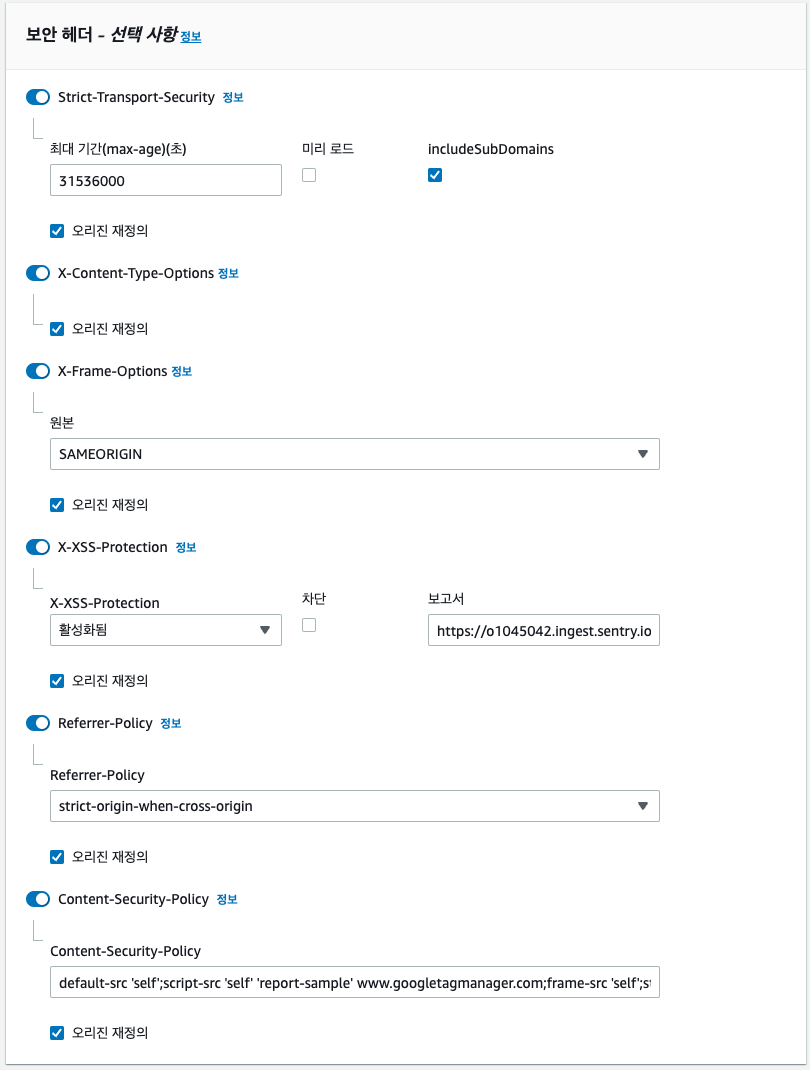 보안 헤더 - 선택 사항 정보
Strict-Transport-Security 정보
최대 기간(max-age)(초) 미리 로드 includeSubDomains
31536000
오리진 재정의
X-Content-Type-Options 정보
오리진 재정의
X-Frame-Options 정보
원본
SAMEORIGIN
오리진 재정의
X-XSS-Protection 정보
X-XSS-Protection 차단 보고서
활성화됨 https://o1045042.ingest.sentry.io
오리진 재정의
Referrer-Policy 정보
Referrer-Policy
strict-origin-when-cross-origin
오리진 재정의
Content-Security-Policy 정보
Content-Security-Policy
default-src 'self';script-src 'self' 'report-sample' www.googletagmanager.com;frame-src 'self';
오리진 재정의